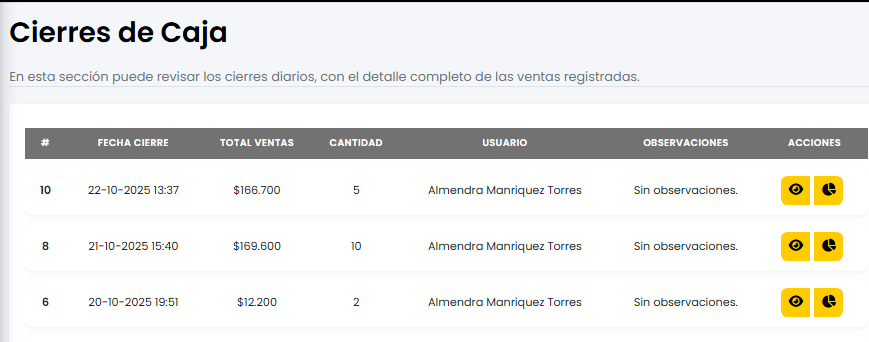 Cierres de Caja
En esta sección puede revisar los cierres diarios, con el detalle completo de las ventas registradas.
# FECHA CIERRE TOTAL VENTAS CANTIDAD USUARIO OBSERVACIONES ACCIONES
10 22-10-2025 13:37 $166.700 5 Almendra Manriquez Torres Sin observaciones.
8 21-10-2025 15:40 $169.600 10 Almendra Manriquez Torres Sin observaciones.
6 20-10-2025 19:51 $12.200 2 Almendra Manriquez Torres Sin observaciones.